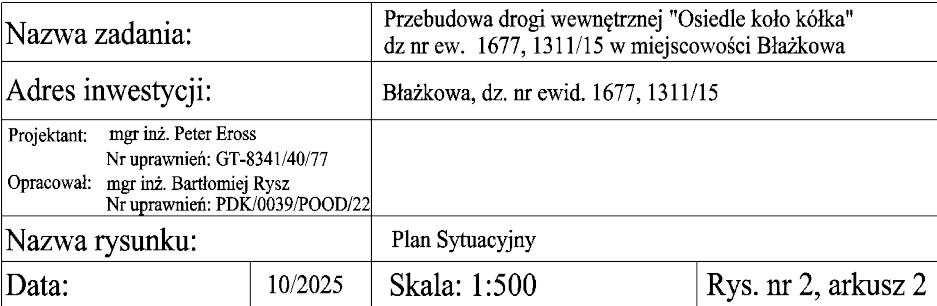 Nazwa zadania:
Przebudowa drogi wewnętrznej "Osiedle koło kółka"
dz nr ew. 1677, 1311/15 w miejscowości Błażkowa
Adres inwestycji:
Błażkowa, dz. nr ewid. 1677, 1311/15
Projektant: mgr inż. Peter Eross
Nr uprawnień: GT-8341/40/77
Opracował: mgr inż. Bartłomiej Rysz
Nr uprawnień: PDK/0039/POOD/22
Nazwa rysunku:
Plan Sytuacyjny
Data:
10/2025
Skala: 1:500
Rys. nr 2, arkusz 2